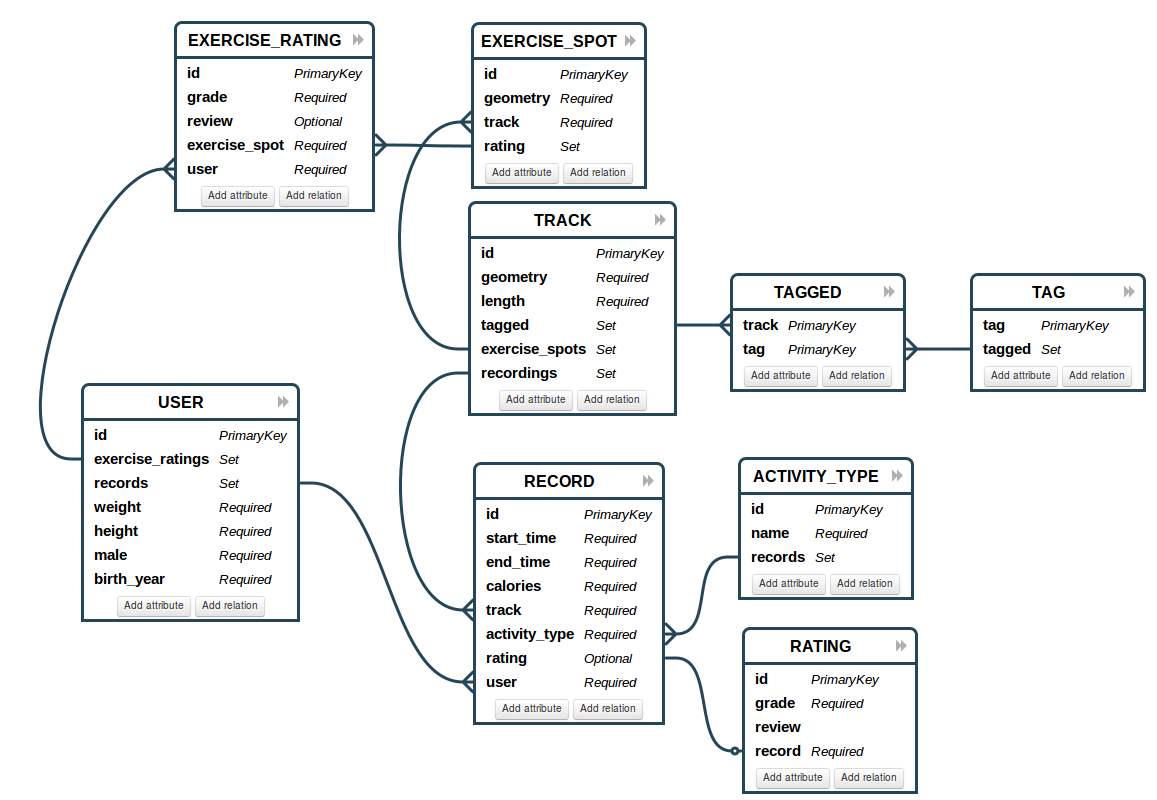 EXERCISE_RATING
id PrimaryKey
grade Required
review Optional
exercise_spot Required
user Required
Add attribute Add relation
EXERCISE_SPOT
id PrimaryKey
geometry Required
track Required
rating Set
Add attribute Add relation
TRACK
id PrimaryKey
geometry Required
length Required
tagged Set
exercise_spots Set
recordings Set
Add attribute Add relation
TAGGED
track PrimaryKey
tag PrimaryKey
Add attribute Add relation
TAG
tag PrimaryKey
tagged Set
Add attribute Add relation
USER
id PrimaryKey
exercise_ratings Set
records Set
weight Required
height Required
male Required
birth_year Required
Add attribute Add relation
RECORD
id PrimaryKey
start_time Required
end_time Required
calories Required
track Required
activity_type Required
rating Optional
user Required
Add attribute Add relation
ACTIVITY_TYPE
id PrimaryKey
name Required
records Set
Add attribute Add relation
RATING
id PrimaryKey
grade Required
review
record Required
Add attribute Add relation